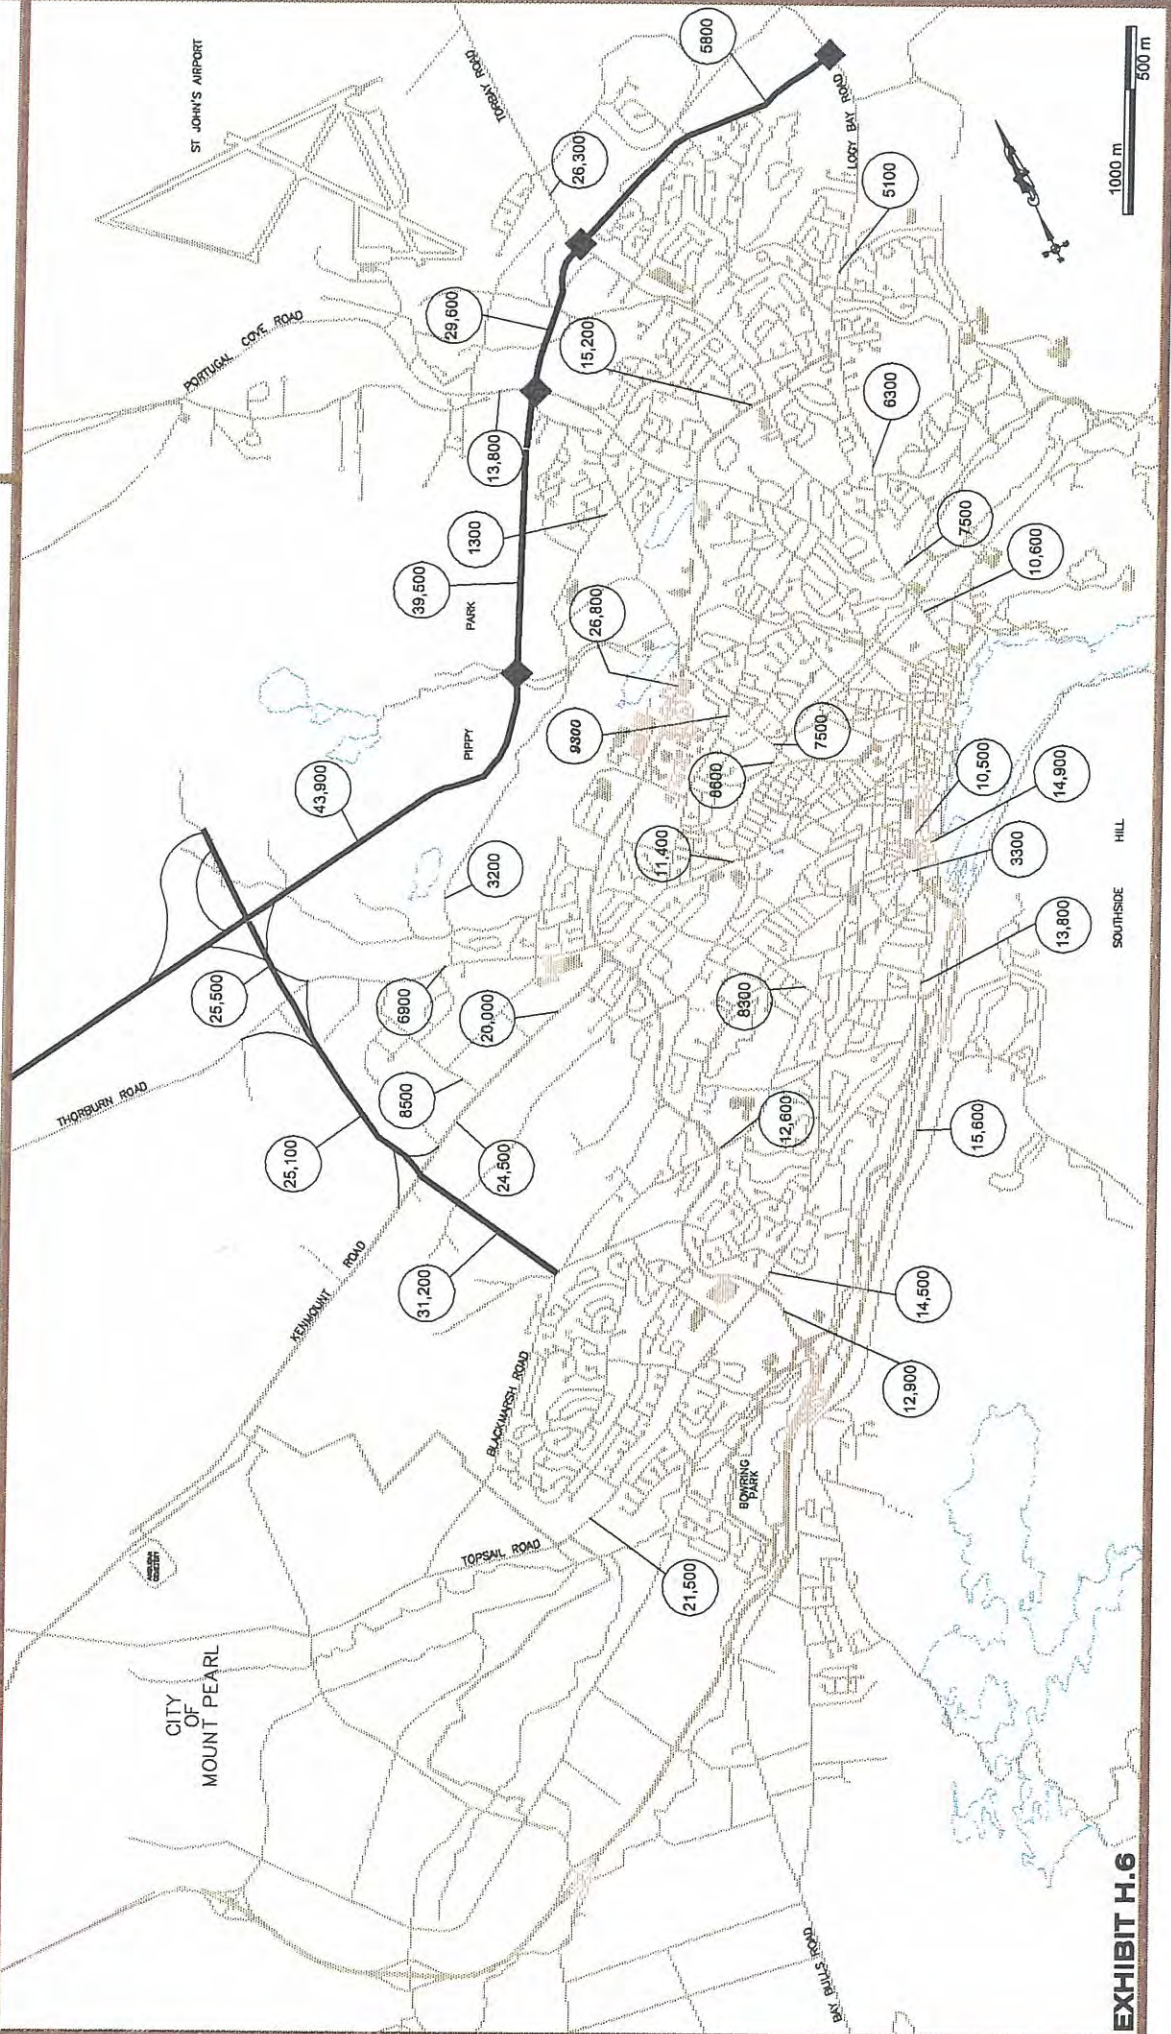 ST JOHN'S AIRPORT
TORBAY ROAD
5800
LOGY BAY ROAD
500 m
1000 m
26,300
5100
PORTUGAL COVE ROAD
29,600
15,200
6300
13,800
1300
39,500
PARK
7500
10,600
26,800
PIPPY
9300
7500
8600
43,900
10,500
14,900
HILL
3300
SOUTHSIDE
3200
11,400
13,800
25,500
6900
20,000
8300
THORBURN ROAD
8500
12,600
15,600
25,100
24,500
KENMOUNT ROAD
31,200
14,500
12,900
BLACKMARSH ROAD
BOWRING
PARK
TOPSAIL ROAD
21,500
CITY
OF
MOUNT PEARL
BAY BULLS ROAD
EXHIBIT H.6